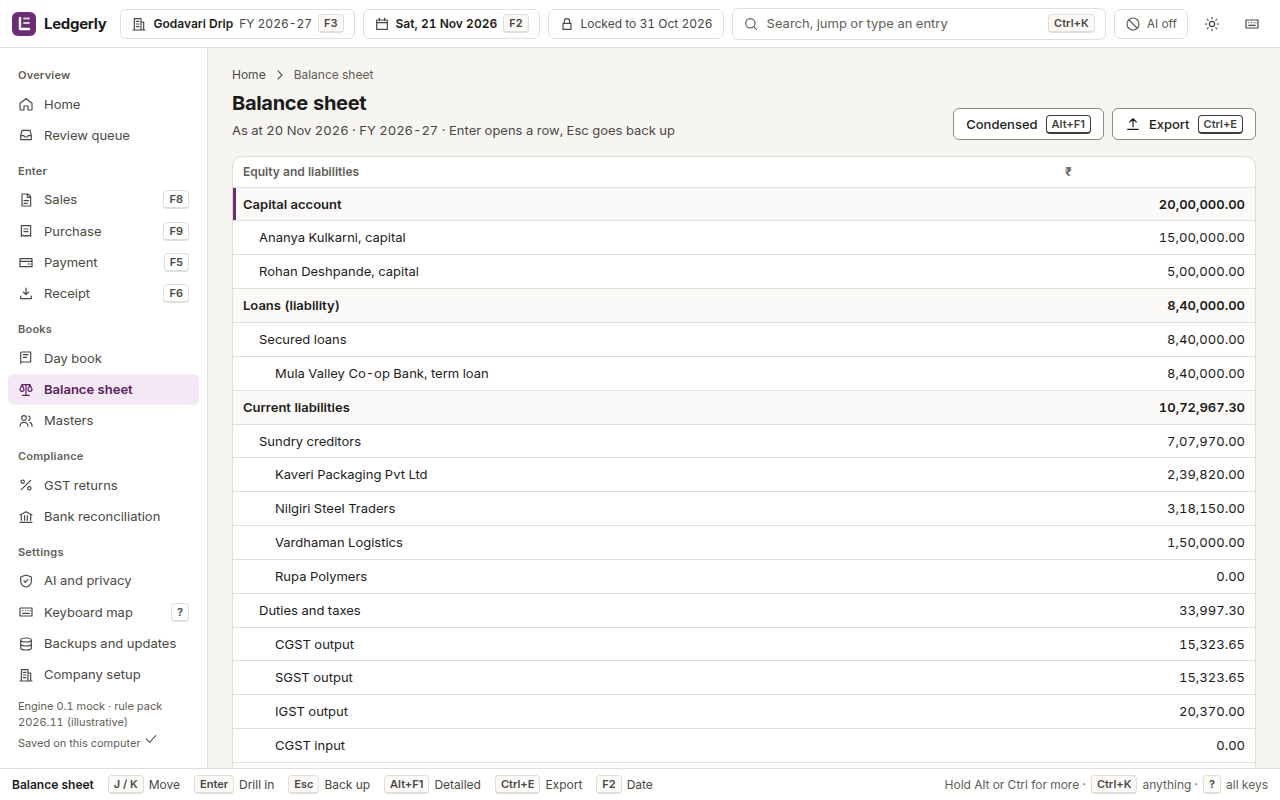 Ledgerly
Godavari Drip FY 2026-27 F3
Sat, 21 Nov 2026 F2
Locked to 31 Oct 2026
Search, jump or type an entry Ctrl+K
AI off
Overview
Home
Review queue
Enter
Sales F8
Purchase F9
Payment F5
Receipt F6
Books
Day book
Balance sheet
Masters
Compliance
GST returns
Bank reconciliation
Settings
AI and privacy
Keyboard map ?
Backups and updates
Company setup
Engine 0.1 mock · rule pack
2026.11 (illustrative)
Saved on this computer
Home > Balance sheet
Balance sheet
As at 20 Nov 2026 · FY 2026-27 · Enter opens a row, Esc goes back up
Condensed Alt+F1
Export Ctrl+E
Equity and liabilities ₹
Capital account 20,00,000.00
Ananya Kulkarni, capital 15,00,000.00
Rohan Deshpande, capital 5,00,000.00
Loans (liability) 8,40,000.00
Secured loans 8,40,000.00
Mula Valley Co-op Bank, term loan 8,40,000.00
Current liabilities 10,72,967.30
Sundry creditors 7,07,970.00
Kaveri Packaging Pvt Ltd 2,39,820.00
Nilgiri Steel Traders 3,18,150.00
Vardhaman Logistics 1,50,000.00
Rupa Polymers 0.00
Duties and taxes 33,997.30
CGST output 15,323.65
SGST output 15,323.65
IGST output 20,370.00
CGST input 0.00
Balance sheet J / K Move Enter Drill in Esc Back up Alt+F1 Detailed Ctrl+E Export F2 Date
Hold Alt or Ctrl for more · Ctrl+K anything · ? all keys